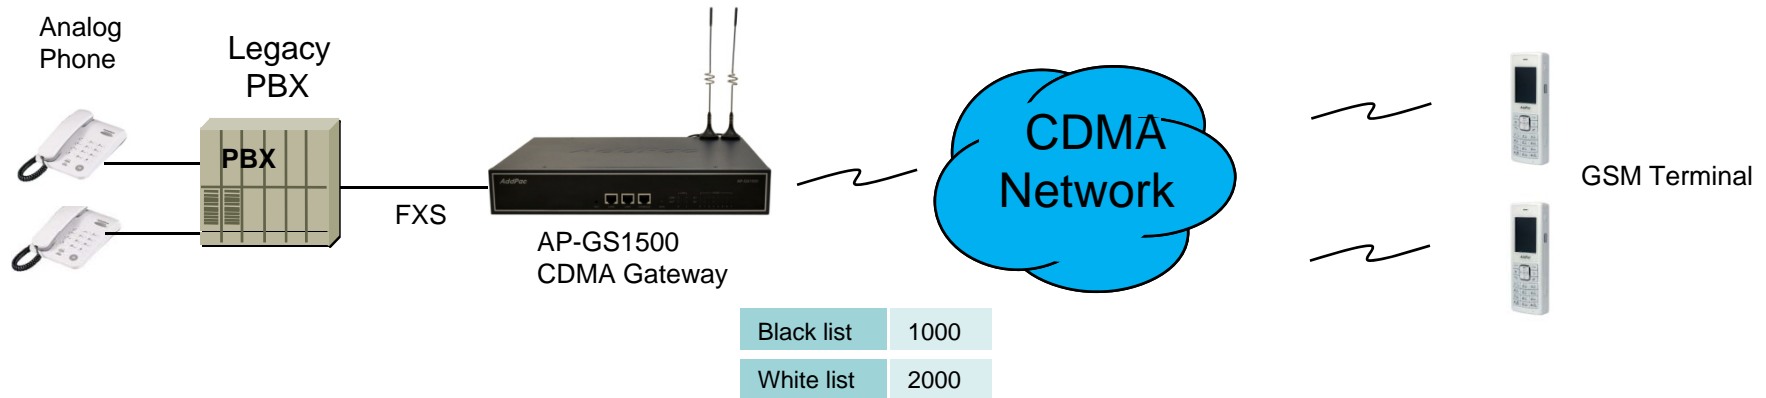 Analog
Phone
Legacy
PBX
PBX
FXS
AddPac
AP-GS1500
CDMA Gateway
CDMA
Network
GSM Terminal
Black list 1000
White list 2000